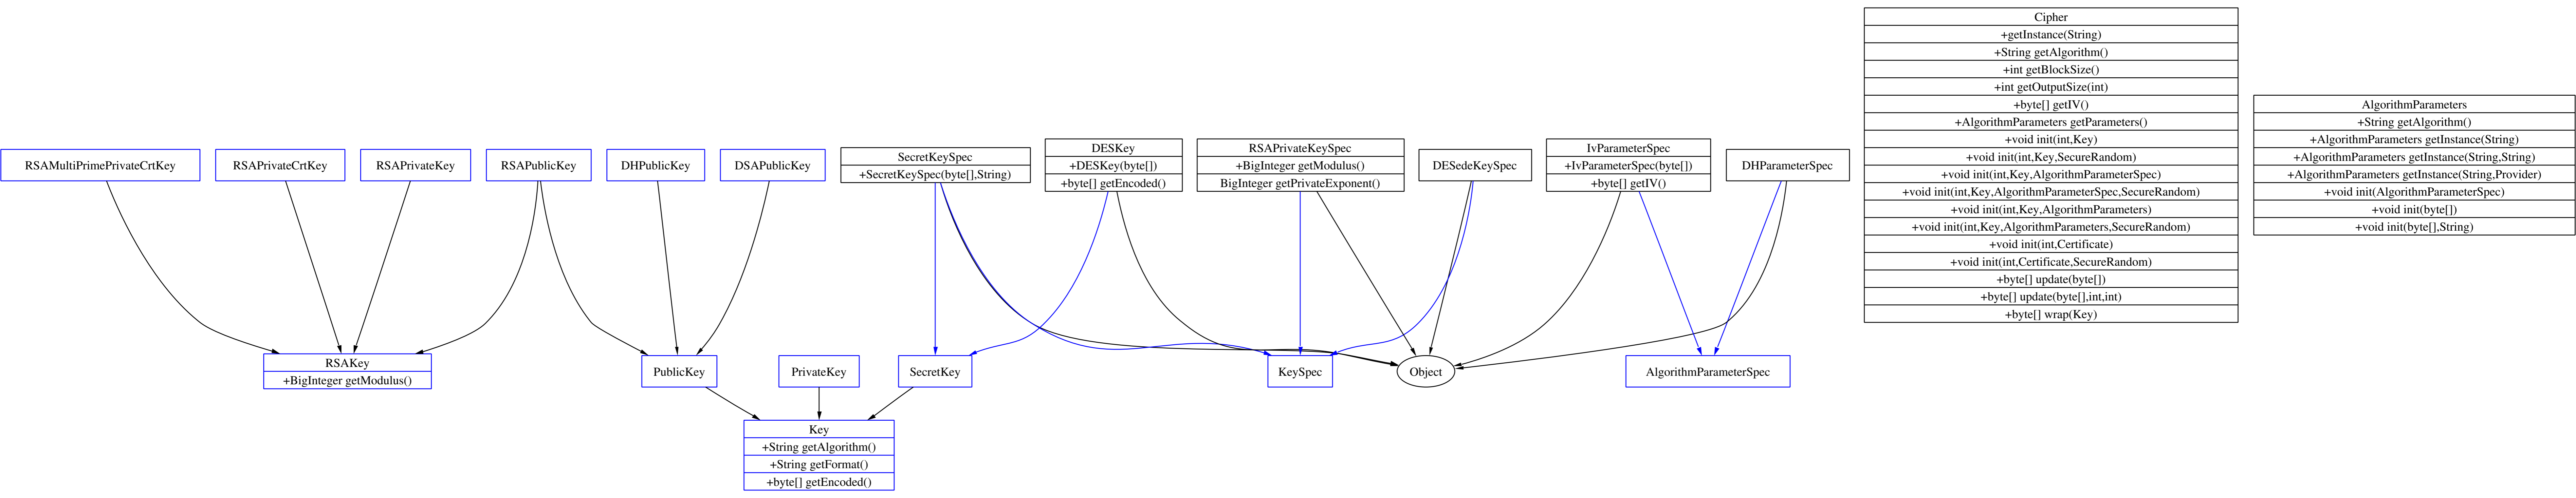 Cipher
+getInstance(String)
+String getAlgorithm()
+int getBlockSize()
+int getOutputSize(int)
+byte[] getIV()
+AlgorithmParameters getParameters()
+void init(int,Key)
+void init(int,Key,SecureRandom)
+void init(int,Key,AlgorithmParameterSpec)
+void init(int,Key,AlgorithmParameterSpec,SecureRandom)
+void init(int,Key,AlgorithmParameters)
+void init(int,Key,AlgorithmParameters,SecureRandom)
+void init(int,Certificate)
+void init(int,Certificate,SecureRandom)
+byte[] update(byte[])
+byte[] update(byte[],int,int)
+byte[] wrap(Key)
AlgorithmParameters
+String getAlgorithm()
+AlgorithmParameters getInstance(String)
+AlgorithmParameters getInstance(String,String)
+AlgorithmParameters getInstance(String,Provider)
+void init(AlgorithmParameterSpec)
+void init(byte[])
+void init(byte[],String)
RSAMultiPrimePrivateCrtKey
RSAPrivateCrtKey
RSAPrivateKey
RSAPublicKey
DHPublicKey
DSAPublicKey
SecretKeySpec
+SecretKeySpec(byte[],String)
DESKey
+DESKey(byte[])
+byte[] getEncoded()
RSAPrivateKeySpec
+BigInteger getModulus()
BigInteger getPrivateExponent()
DESedeKeySpec
IvParameterSpec
+IvParameterSpec(byte[])
+byte[] getIV()
DHParameterSpec
RSAKey
+BigInteger getModulus()
PublicKey
PrivateKey
SecretKey
KeySpec
Object
AlgorithmParameterSpec
Key
+String getAlgorithm()
+String getFormat()
+byte[] getEncoded()